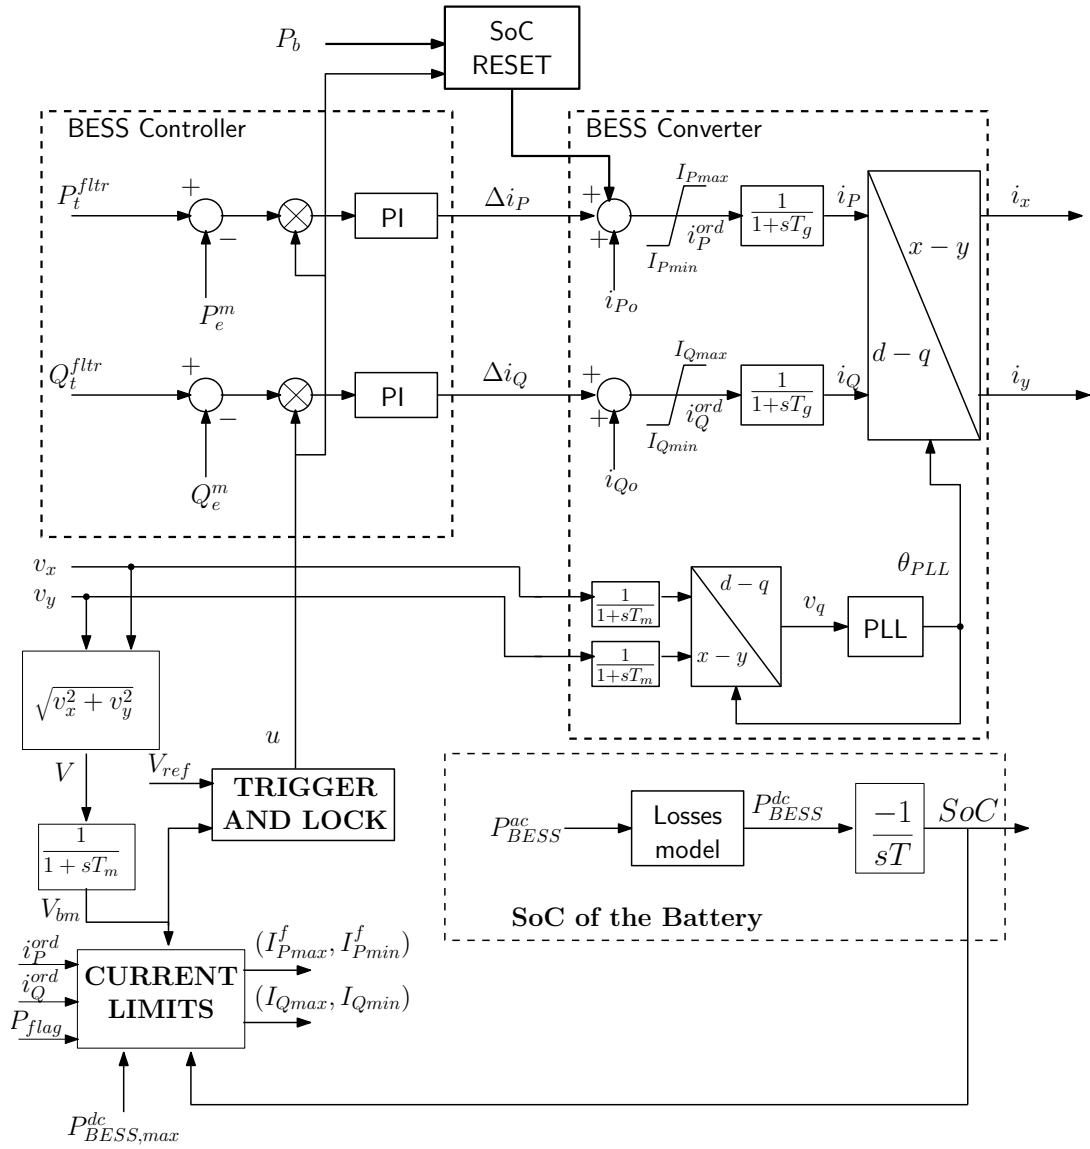 P_b
SoC
RESET
BESS Controller
BESS Converter
P_t^{fltr}
+
−
P_e^m
PI
Δi_P
+
+
i_{Po}
I_{Pmax}
I_{Pmin}
i_P^{ord}
1/(1+sT_g)
i_P
x − y
d − q
i_x
Q_t^{fltr}
+
−
Q_e^m
PI
Δi_Q
+
+
i_{Qo}
I_{Qmax}
I_{Qmin}
i_Q^{ord}
1/(1+sT_g)
i_Q
i_y
v_x
v_y
1/(1+sT_m)
1/(1+sT_m)
d − q
x − y
v_q
PLL
θ_{PLL}
√(v_x^2 + v_y^2)
V
u
V_{ref}
TRIGGER
AND LOCK
1/(1 + sT_m)
V_{bm}
i_P^{ord}
i_Q^{ord}
P_{flag}
CURRENT
LIMITS
(I_{Pmax}^f, I_{Pmin}^f)
(I_{Qmax}, I_{Qmin})
P_{BESS,max}^{dc}
P_{BESS}^{ac}
Losses
model
P_{BESS}^{dc}
−1/(sT)
SoC
SoC of the Battery